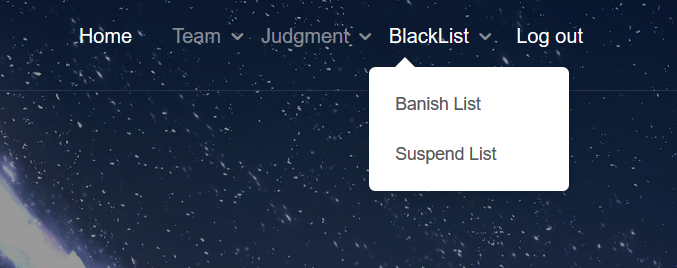 Home Team Judgment BlackList Log out
Banish List
Suspend List